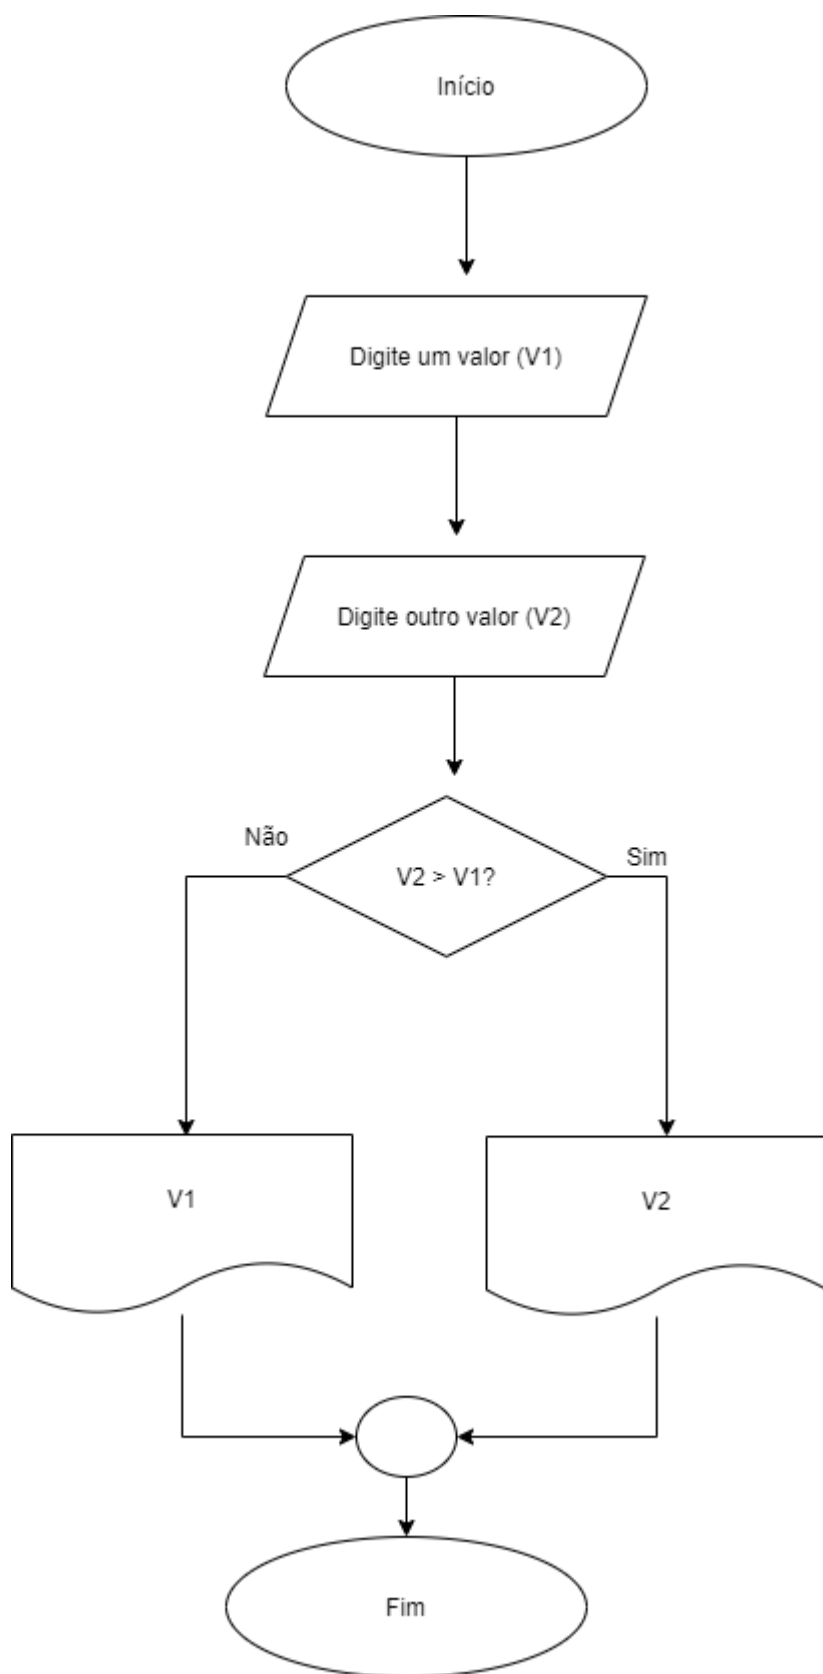 Início
Digite um valor (V1)
Digite outro valor (V2)
Não
Sim
V2 > V1?
V1
V2
Fim